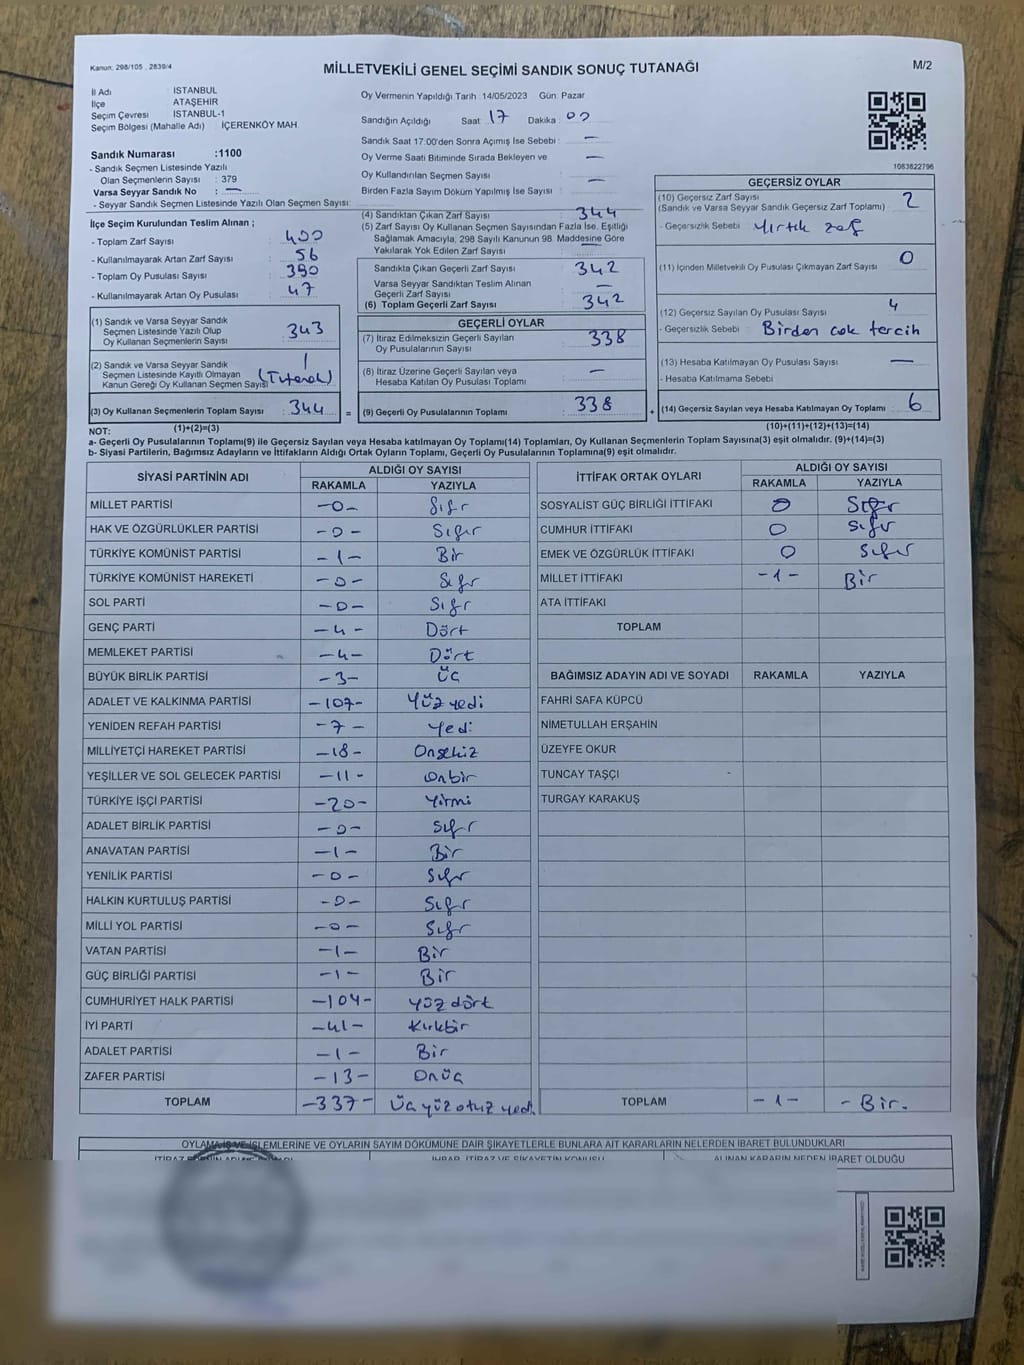 Kanun: 298/105 , 2839/4
MİLLETVEKİLİ GENEL SEÇİMİ SANDIK SONUÇ TUTANAĞI
M/2
İl Adı İSTANBUL
İlçe ATAŞEHİR
Seçim Çevresi İSTANBUL-1
Seçim Bölgesi (Mahalle Adı) : İÇERENKÖY MAH.
Sandık Numarası :1100
- Sandık Seçmen Listesinde Yazılı
Olan Seçmenlerin Sayısı : 379
Varsa Seyyar Sandık No : —
- Seyyar Sandık Seçmen Listesinde Yazılı Olan Seçmen Sayısı:
Oy Vermenin Yapıldığı Tarih :14/05/2023 Gün: Pazar
Sandığın Açıldığı Saat : 17 Dakika : 00
Sandık Saat 17:00'den Sonra Açımış İse Sebebi : —
Oy Verme Saati Bitiminde Sırada Bekleyen ve —
Oy Kullandırılan Seçmen Sayısı : —
Birden Fazla Sayım Döküm Yapılmış İse Sayısı :
1083822796
İlçe Seçim Kurulundan Teslim Alınan ;
- Toplam Zarf Sayısı : 400
- Kullanılmayarak Artan Zarf Sayısı : 56
- Toplam Oy Pusulası Sayısı : 390
- Kullanılmayarak Artan Oy Pusulası : 47
(1) Sandık ve Varsa Seyyar Sandık
Seçmen Listesinde Yazılı Olup
Oy Kullanan Seçmenlerin Sayısı 343
(2) Sandık ve Varsa Seyyar Sandık
Seçmen Listesinde Kayıtlı Olmayan 1
Kanun Gereği Oy Kullanan Seçmen Sayısı
(3) Oy Kullanan Seçmenlerin Toplam Sayısı : 344 =
(1)+(2)=(3)
(4) Sandıktan Çıkan Zarf Sayısı : 344
(5) Zarf Sayısı Oy Kullanan Seçmen Sayısından Fazla İse, Eşitliği
Sağlamak Amacıyla, 298 Sayılı Kanunun 98. Maddesine Göre
Yakılarak Yok Edilen Zarf Sayısı : —
Sandıkta Çıkan Geçerli Zarf Sayısı : 342
Varsa Seyyar Sandıktan Teslim Alınan
Geçerli Zarf Sayısı : —
(6) Toplam Geçerli Zarf Sayısı : 342
GEÇERLİ OYLAR
(7) İtiraz Edilmeksizin Geçerli Sayılan
Oy Pusulalarının Sayısı : 338
(8) İtiraz Üzerine Geçerli Sayılan veya
Hesaba Katılan Oy Pusulası Toplamı : —
(9) Geçerli Oy Pusulalarının Toplamı : 338 +
GEÇERSİZ OYLAR
(10) Geçersiz Zarf Sayısı : 2
(Sandık ve Varsa Seyyar Sandık Geçersiz Zarf Toplamı)
- Geçersizlik Sebebi : Yırtık zarf
(11) İçinden Milletvekili Oy Pusulası Çıkmayan Zarf Sayısı : 0
(12) Geçersiz Sayılan Oy Pusulası Sayısı : 4
- Geçersizlik Sebebi : Birden çok tercih
(13) Hesaba Katılmayan Oy Pusulası Sayısı : —
- Hesaba Katılmama Sebebi
(14) Geçersiz Sayılan veya Hesaba Katılmayan Oy Toplamı : 6
(10)+(11)+(12)+(13)=(14)
NOT:
a- Geçerli Oy Pusulalarının Toplamı(9) ile Geçersiz Sayılan veya Hesaba katılmayan Oy Toplamı(14) Toplamları, Oy Kullanan Seçmenlerin Toplam Sayısına(3) eşit olmalıdır. (9)+(14)=(3)
b- Siyasi Partilerin, Bağımsız Adayların ve İttifakların Aldığı Ortak Oyların Toplamı, Geçerli Oy Pusulalarının Toplamına(9) eşit olmalıdır.
SİYASİ PARTİNİN ADI ALDIĞI OY SAYISI
RAKAMLA YAZIYLA
MİLLET PARTİSİ -0- Sıfır
HAK VE ÖZGÜRLÜKLER PARTİSİ -0- Sıfır
TÜRKİYE KOMÜNİST PARTİSİ -1- Bir
TÜRKİYE KOMÜNİST HAREKETİ -0- Sıfır
SOL PARTİ -0- Sıfır
GENÇ PARTİ -4- Dört
MEMLEKET PARTİSİ -4- Dört
BÜYÜK BİRLİK PARTİSİ -3- Üç
ADALET VE KALKINMA PARTİSİ -107- Yüz yedi
YENİDEN REFAH PARTİSİ -7- Yedi
MİLLİYETÇİ HAREKET PARTİSİ -18- Onsekiz
YEŞİLLER VE SOL GELECEK PARTİSİ -11- Onbir
TÜRKİYE İŞÇİ PARTİSİ -20- Yirmi
ADALET BİRLİK PARTİSİ -0- Sıfır
ANAVATAN PARTİSİ -1- Bir
YENİLİK PARTİSİ -0- Sıfır
HALKIN KURTULUŞ PARTİSİ -0- Sıfır
MİLLİ YOL PARTİSİ -0- Sıfır
VATAN PARTİSİ -1- Bir
GÜÇ BİRLİĞİ PARTİSİ -1- Bir
CUMHURİYET HALK PARTİSİ -104- Yüz dört
İYİ PARTİ -41- Kırkbir
ADALET PARTİSİ -1- Bir
ZAFER PARTİSİ -13- Onüç
TOPLAM -337- Üç yüz otuz yedi
İTTİFAK ORTAK OYLARI ALDIĞI OY SAYISI
RAKAMLA YAZIYLA
SOSYALİST GÜÇ BİRLİĞİ İTTİFAKI 0 Sıfır
CUMHUR İTTİFAKI 0 Sıfır
EMEK VE ÖZGÜRLÜK İTTİFAKI 0 Sıfır
MİLLET İTTİFAKI -1- Bir
ATA İTTİFAKI
TOPLAM
BAĞIMSIZ ADAYIN ADI VE SOYADI RAKAMLA YAZIYLA
FAHRİ SAFA KÜPCÜ
NİMETULLAH ERŞAHİN
ÜZEYFE OKUR
TUNCAY TAŞÇI
TURGAY KARAKUŞ
TOPLAM -1- - Bir.
OYLAMA İŞ VE İŞLEMLERİNE VE OYLARIN SAYIM DÖKÜMÜNE DAİR ŞİKAYETLERLE BUNLARA AİT KARARLARIN NELERDEN İBARET BULUNDUKLARI
İHBAR, İTİRAZ VE ŞİKAYETİN KONUSU ALINAN KARARIN NEDEN İBARET OLDUĞU